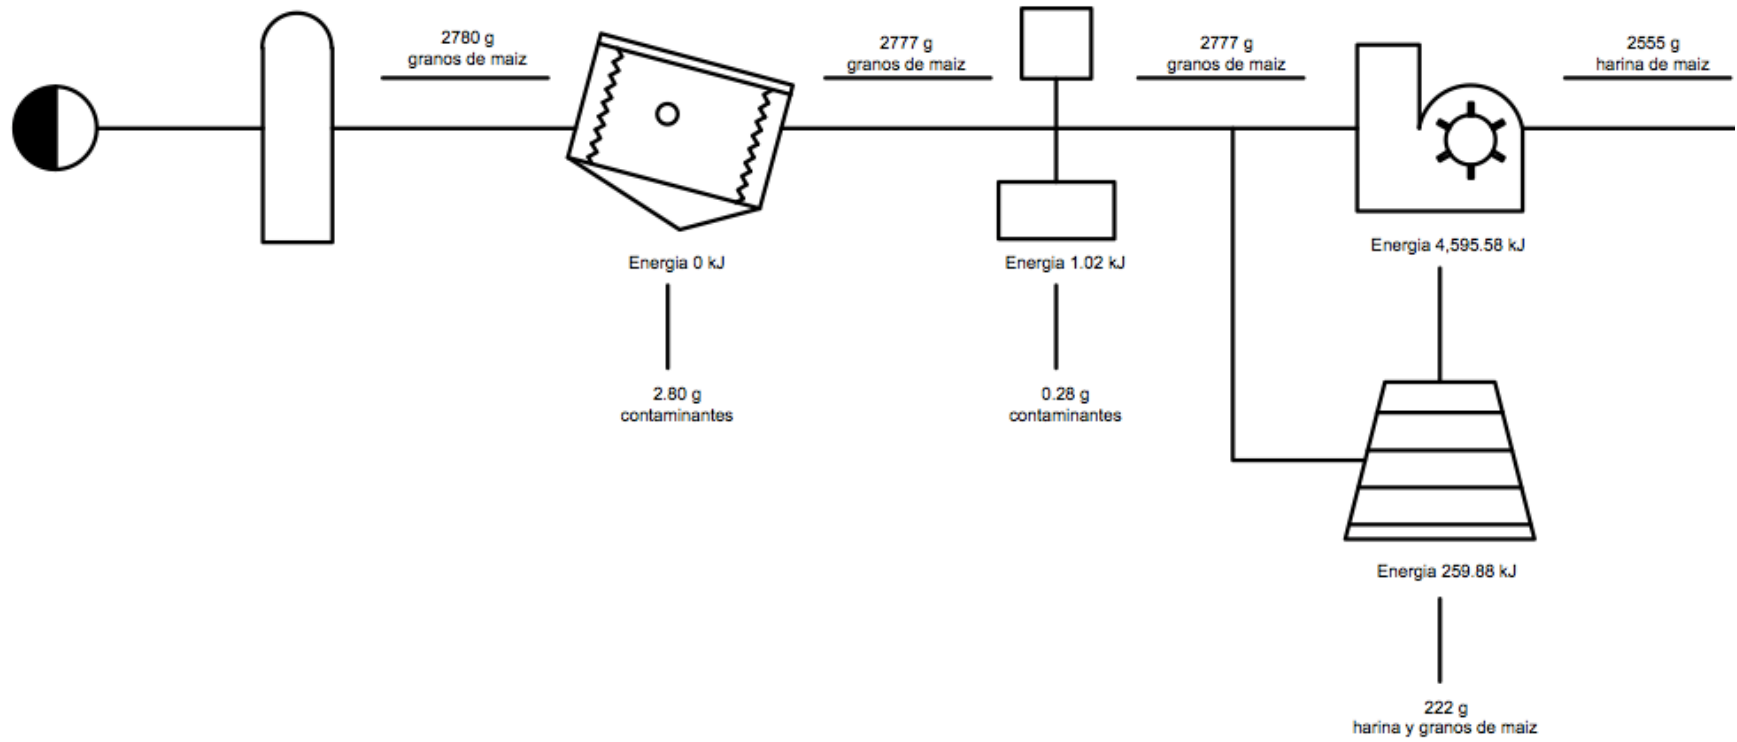 2780 g
granos de maiz
2777 g
granos de maiz
2777 g
granos de maiz
2555 g
harina de maiz
Energia 0 kJ
Energia 1.02 kJ
Energia 4,595.58 kJ
2.80 g
contaminantes
0.28 g
contaminantes
Energia 259.88 kJ
222 g
harina y granos de maiz